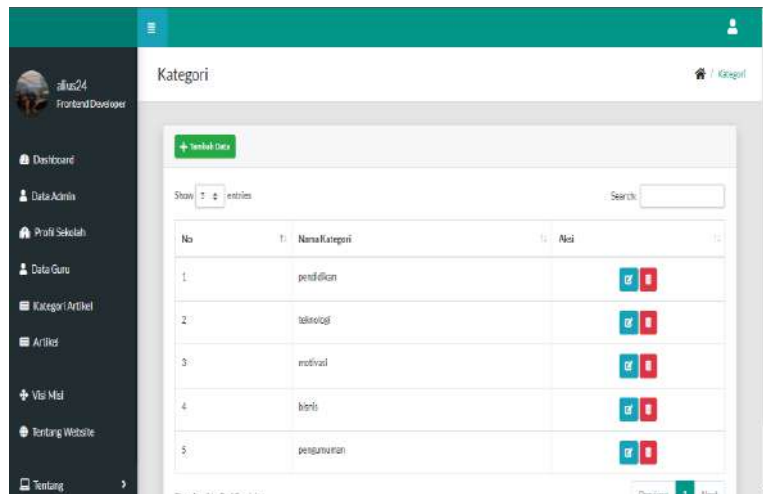 alius24
Frontend Developer
Dashboard
Data Admin
Profil Sekolah
Data Guru
Kategori Artikel
Artikel
Visi Misi
Tentang Website
Tentang
Kategori
/ Kategori
+ Tambah Data
Show entries
Search:
No Nama Kategori Aksi
1 pendidikan
2 teknologi
3 motivasi
4 bisnis
5 pengumuman
Previous 1 Next